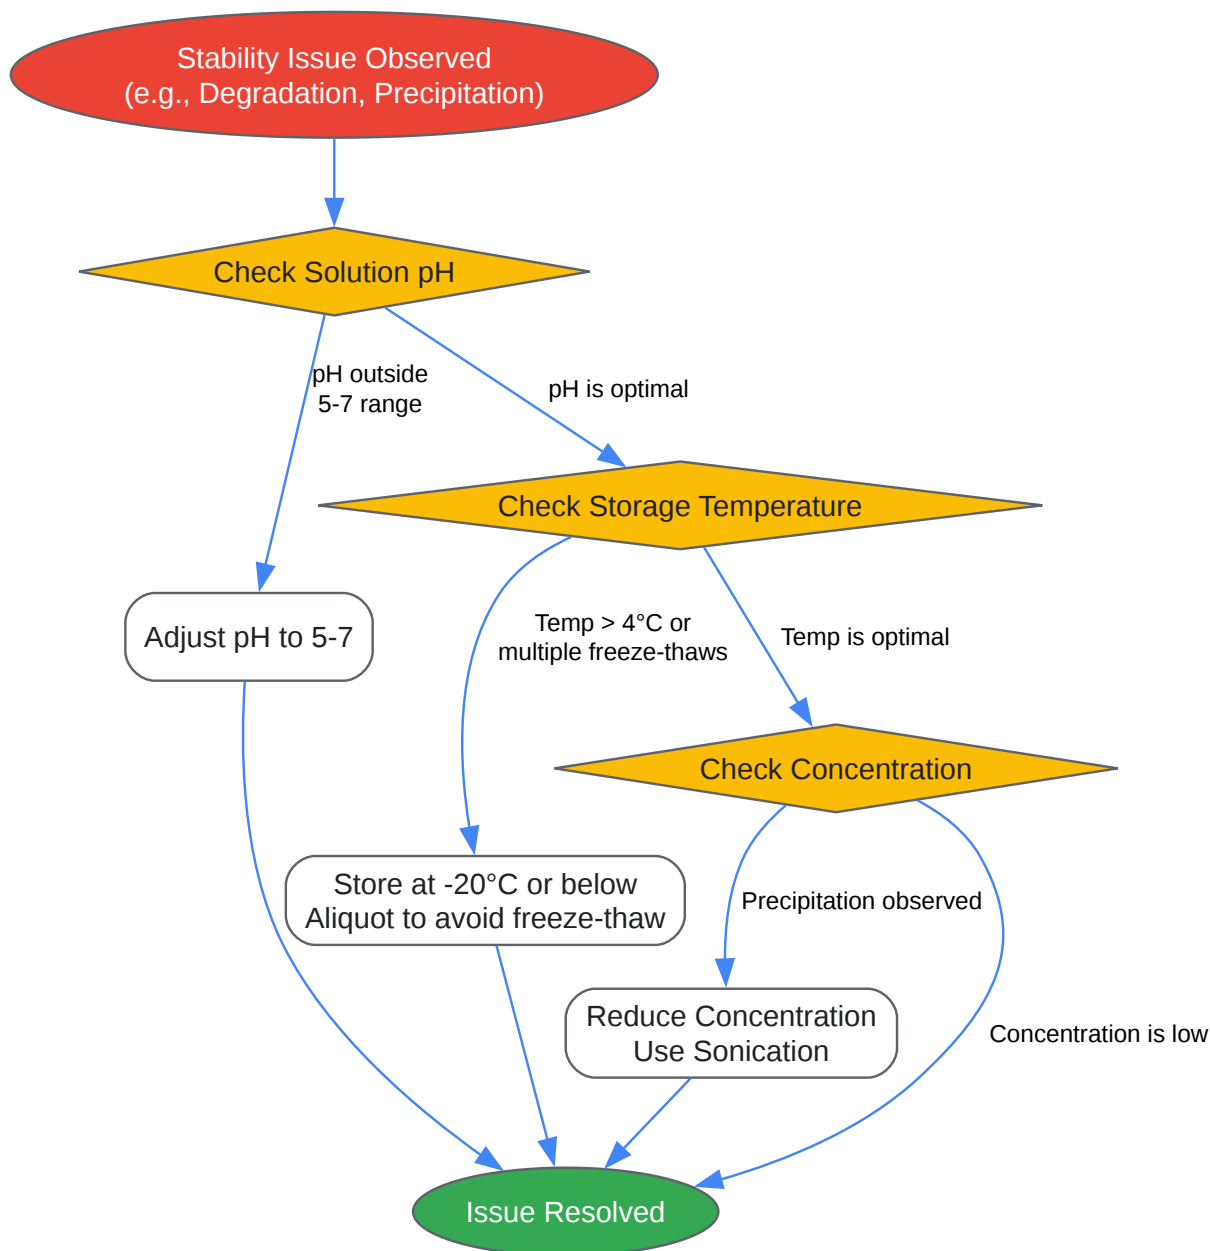 Stability Issue Observed
(e.g., Degradation, Precipitation)
Check Solution pH
pH outside
5-7 range
pH is optimal
Check Storage Temperature
Adjust pH to 5-7
Temp > 4°C or
multiple freeze-thaws
Temp is optimal
Check Concentration
Store at -20°C or below
Aliquot to avoid freeze-thaw
Precipitation observed
Reduce Concentration
Use Sonication
Concentration is low
Issue Resolved